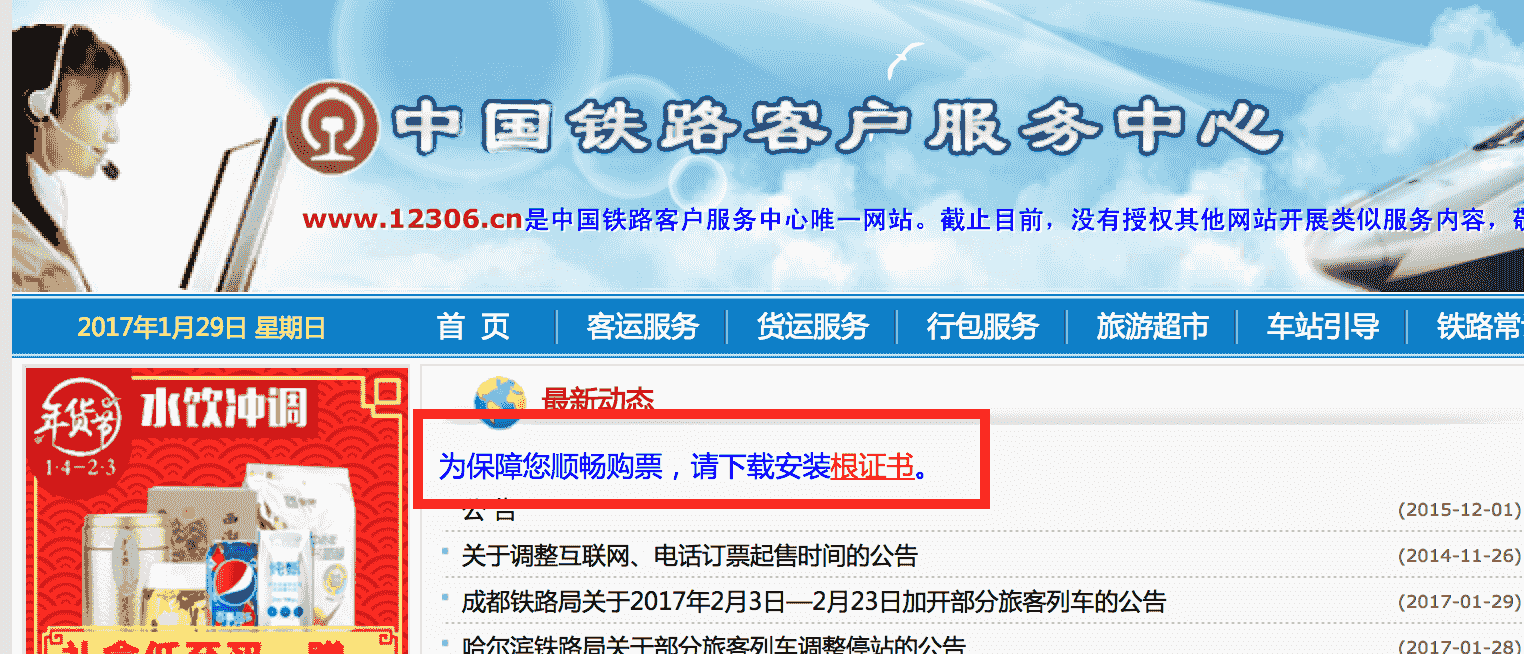 中国铁路客户服务中心
www.12306.cn是中国铁路客户服务中心唯一网站。截止目前，没有授权其他网站开展类似服务内容，敬
2017年1月29日 星期日
首 页
客运服务
货运服务
行包服务
旅游超市
车站引导
铁路常
年货节
1·4-2·3
水饮冲调
最新动态
为保障您顺畅购票，请下载安装根证书。
公 告
(2015-12-01)
关于调整互联网、电话订票起售时间的公告
(2014-11-26)
成都铁路局关于2017年2月3日—2月23日加开部分旅客列车的公告
(2017-01-29)
哈尔滨铁路局关于部分旅客列车调整停站的公告
(2017-01-28)